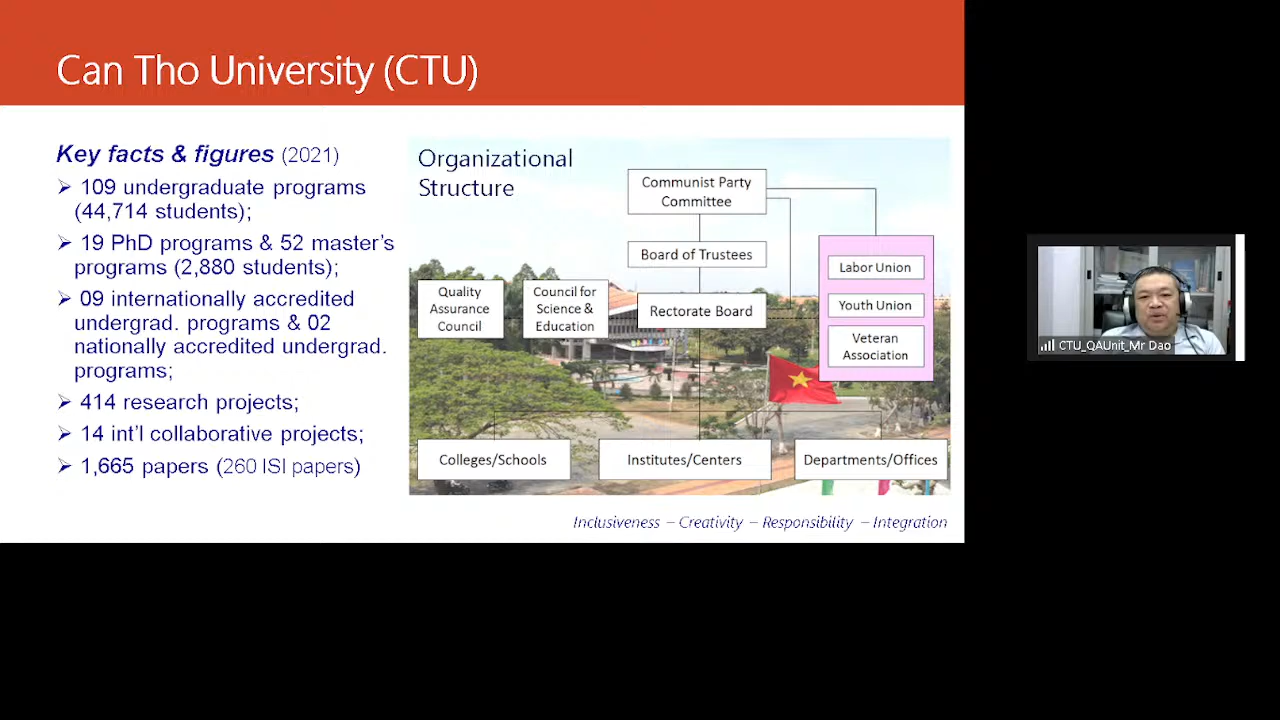 Can Tho University (CTU)
Key facts & figures (2021)
109 undergraduate programs
(44,714 students);
19 PhD programs & 52 master's
programs (2,880 students);
09 internationally accredited
undergrad. programs & 02
nationally accredited undergrad.
programs;
414 research projects;
14 int'l collaborative projects;
1,665 papers (260 ISI papers)
Organizational
Structure
Communist Party
Committee
Board of Trustees
Quality
Assurance
Council
Council for
Science &
Education
Rectorate Board
Labor Union
Youth Union
Veteran
Association
Colleges/Schools
Institutes/Centers
Departments/Offices
Inclusiveness – Creativity – Responsibility – Integration
CTU_QAUnit_Mr Dao